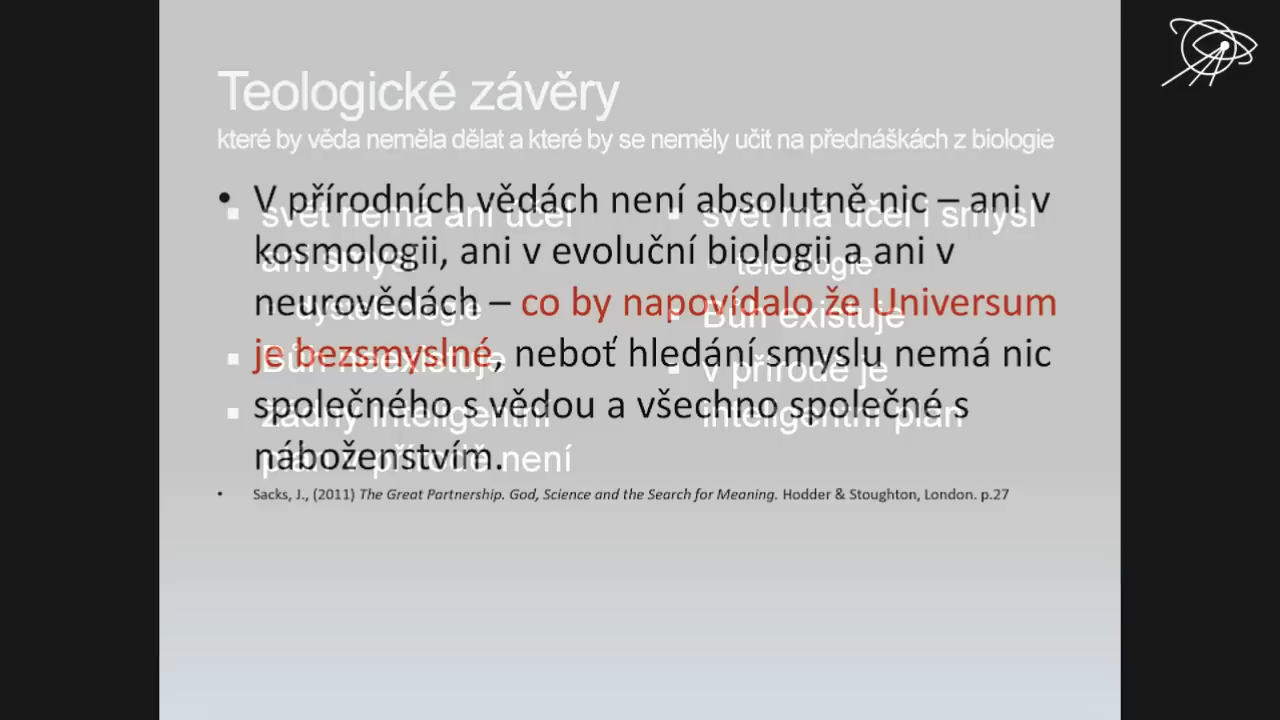 Teologické závěry
které by věda neměla dělat a které by se neměly učit na přednáškách z biologie
• V přírodních vědách není absolutně nic – ani v
kosmologii, ani v evoluční biologii a ani v
neurovědách – co by napovídalo že Universum
je bezsmyslné, neboť hledání smyslu nemá nic
společného s vědou a všechno společné s
náboženstvím.
• Sacks, J., (2011) The Great Partnership. God, Science and the Search for Meaning. Hodder & Stoughton, London. p.27
▪ svět nemá ani účel
ani smysl
dysteleologie
▪ Bůh neexistuje
▪ žádný inteligentní
plán v přírodě není
▪ svět má účel i smysl
▪ teleologie
▪ Bůh existuje
▪ v přírodě je
inteligentní plán